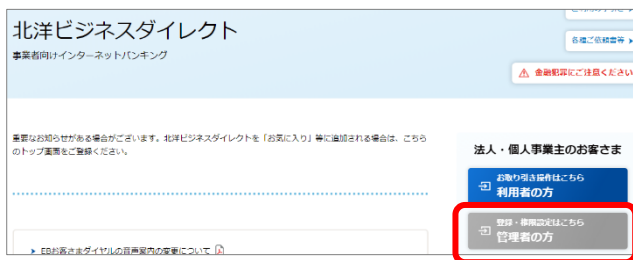 北洋ビジネスダイレクト
事業者向けインターネットバンキング
各種ご依頼書等
金融犯罪にご注意ください
重要なお知らせがある場合がございます。北洋ビジネスダイレクトを「お気に入り」等に追加される場合は、こちら
のトップ画面をご登録ください。
法人・個人事業主のお客さま
お取り引き操作はこちら
利用者の方
登録・権限設定はこちら
管理者の方
EBお客さまダイヤルの音声案内の変更について